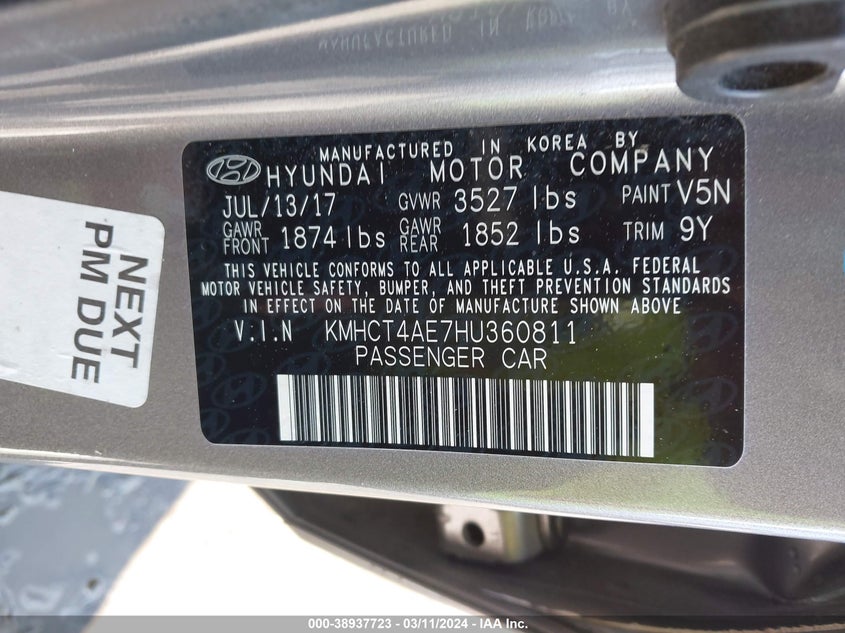 MANUFACTURED IN KOREA BY
HYUNDAI MOTOR COMPANY
JUL/13/17 GVWR 3527 lbs PAINT V5N
GAWR FRONT 1874 lbs GAWR REAR 1852 lbs TRIM 9Y
THIS VEHICLE CONFORMS TO ALL APPLICABLE U.S.A. FEDERAL
MOTOR VEHICLE SAFETY, BUMPER, AND THEFT PREVENTION STANDARDS
IN EFFECT ON THE DATE OF MANUFACTURE SHOWN ABOVE
V.I.N KMHCT4AE7HU360811
PASSENGER CAR
NEXT
PM DUE
000-38937723 - 03/11/2024 - IAA Inc.